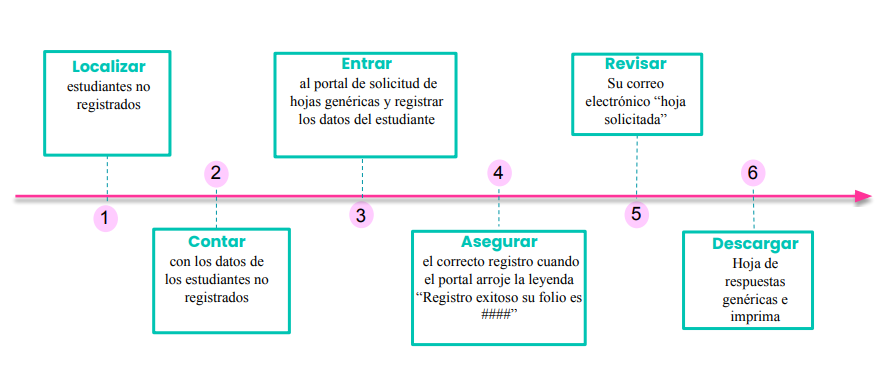 Localizar
estudiantes no
registrados
1
2
Contar
con los datos de
los estudiantes no
registrados
Entrar
al portal de solicitud de
hojas genéricas y registrar
los datos del estudiante
3
4
Asegurar
el correcto registro cuando
el portal arroje la leyenda
“Registro exitoso su folio es
####”
Revisar
Su correo
electrónico “hoja
solicitada”
5
6
Descargar
Hoja de
respuestas
genéricas e
imprima